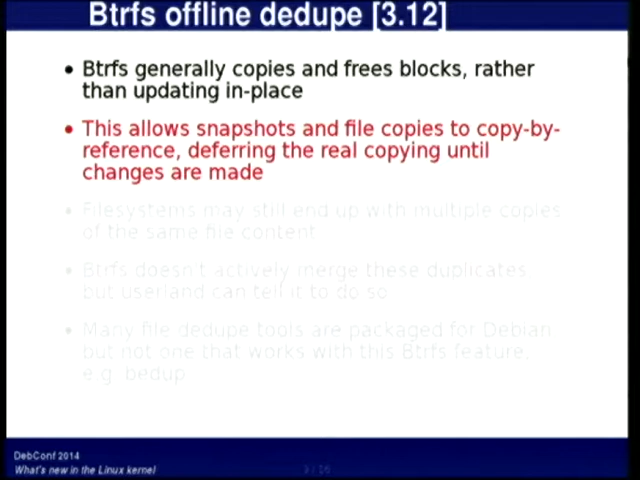 Btrfs offline dedupe [3.12]
• Btrfs generally copies and frees blocks, rather
than updating in-place
• This allows snapshots and file copies to copy-by-
reference, deferring the real copying until
changes are made
• Filesystems may still end up with multiple copies
of the same file content
• Btrfs doesn't actively merge these duplicates
but userland can tell it to do so
• Many file dedupe tools are packaged for Debian
but not one that works with this Btrfs feature,
e.g. bedup
DebConf 2014
What's new in the Linux kernel